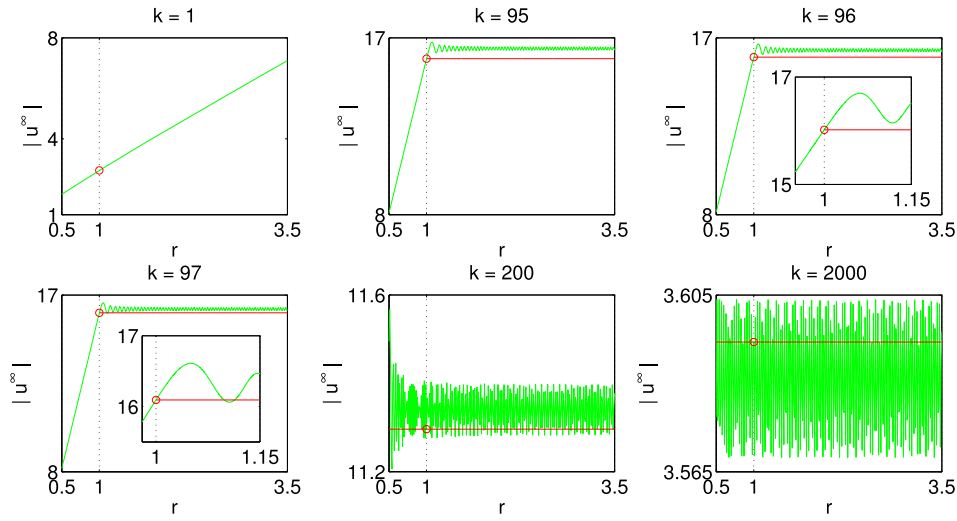 k = 1
8
4
1
0.5
1
3.5
r
| u∞ |
k = 95
17
8
0.5
1
3.5
r
| u∞ |
k = 96
17
8
0.5
1
3.5
r
| u∞ |
17
15
1
1.15
k = 97
17
8
0.5
1
3.5
r
| u∞ |
17
16
1
1.15
k = 200
11.6
11.2
0.5
1
3.5
r
| u∞ |
k = 2000
3.605
3.565
0.5
1
3.5
r
| u∞ |